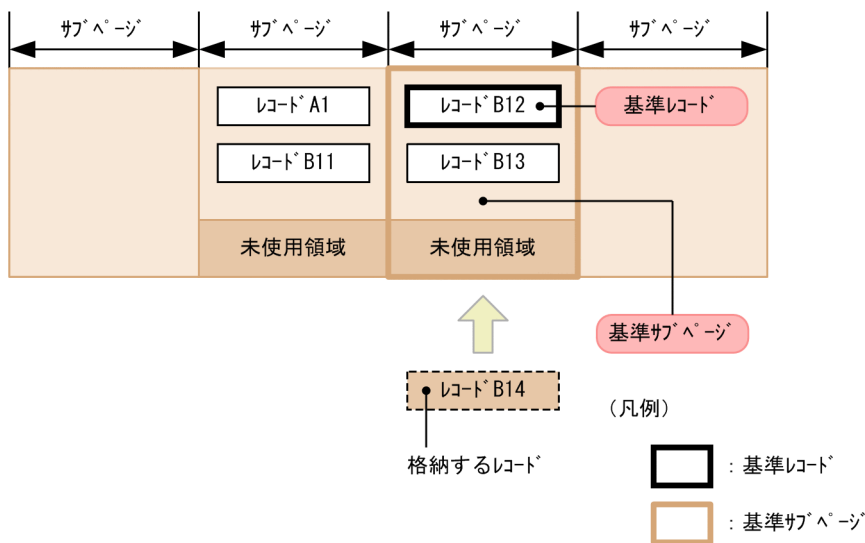 ｻﾌﾞﾍﾟｰｼﾞ ｻﾌﾞﾍﾟｰｼﾞ ｻﾌﾞﾍﾟｰｼﾞ ｻﾌﾞﾍﾟｰｼﾞ
ﾚｺｰﾄﾞA1 ﾚｺｰﾄﾞB12 基準ﾚｺｰﾄﾞ
ﾚｺｰﾄﾞB11 ﾚｺｰﾄﾞB13
未使用領域 未使用領域
基準ｻﾌﾞﾍﾟｰｼﾞ
ﾚｺｰﾄﾞB14
（凡例）
格納するﾚｺｰﾄﾞ
：基準ﾚｺｰﾄﾞ
：基準ｻﾌﾞﾍﾟｰｼﾞ